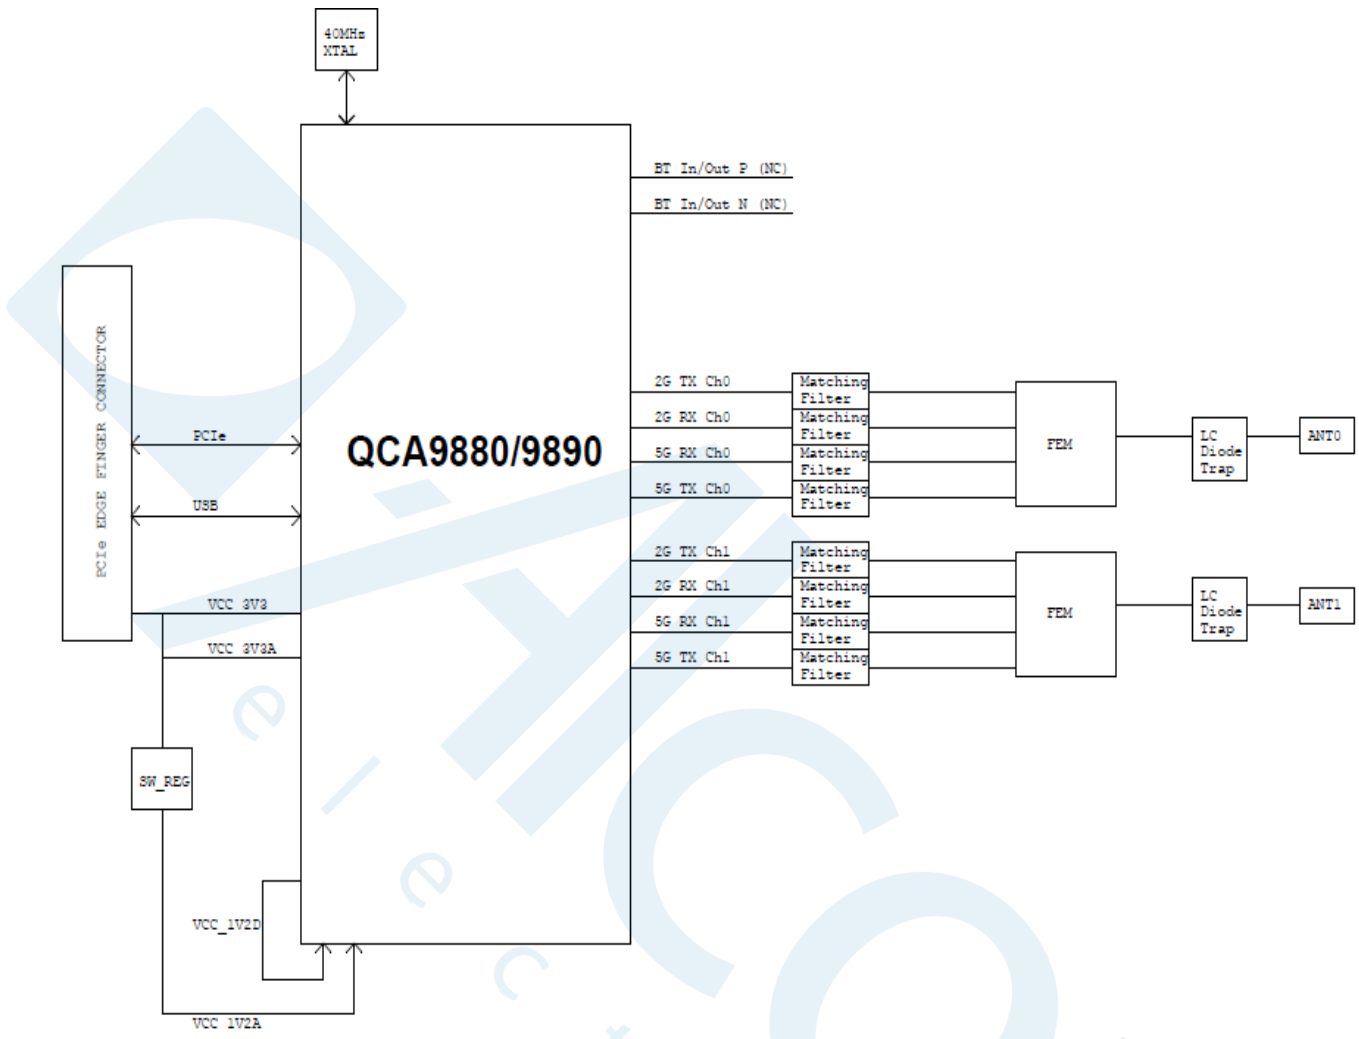 40MHz
XTAL
BT In/Out P (NC)
BT In/Out N (NC)
PCIe EDGE FINGER CONNECTOR
PCIe
USB
VCC 3V3
VCC 3V3A
SW_REG
VCC_1V2D
VCC 1V2A
QCA9880/9890
2G TX Ch0
2G RX Ch0
5G RX Ch0
5G TX Ch0
Matching
Filter
Matching
Filter
Matching
Filter
Matching
Filter
FEM
LC
Diode
Trap
ANT0
2G TX Ch1
2G RX Ch1
5G RX Ch1
5G TX Ch1
Matching
Filter
Matching
Filter
Matching
Filter
Matching
Filter
FEM
LC
Diode
Trap
ANT1